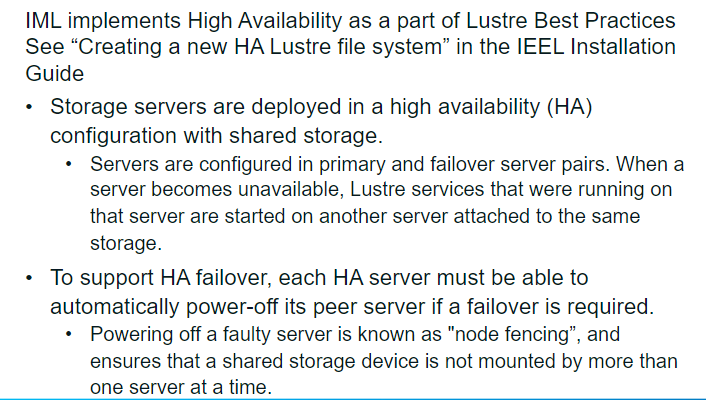 IML implements High Availability as a part of Lustre Best Practices
See “Creating a new HA Lustre file system” in the IEEL Installation
Guide
• Storage servers are deployed in a high availability (HA)
configuration with shared storage.
• Servers are configured in primary and failover server pairs. When a
server becomes unavailable, Lustre services that were running on
that server are started on another server attached to the same
storage.
• To support HA failover, each HA server must be able to
automatically power-off its peer server if a failover is required.
• Powering off a faulty server is known as "node fencing”, and
ensures that a shared storage device is not mounted by more than
one server at a time.